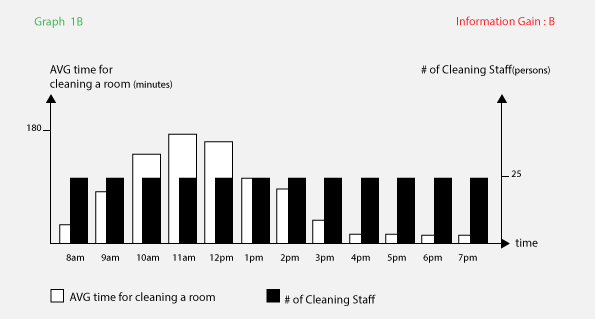 Graph 1B
Information Gain : B
AVG time for
cleaning a room (minutes)
# of Cleaning Staff(persons)
180
25
8am 9am 10am 11am 12pm 1pm 2pm 3pm 4pm 5pm 6pm 7pm
time
AVG time for cleaning a room
# of Cleaning Staff